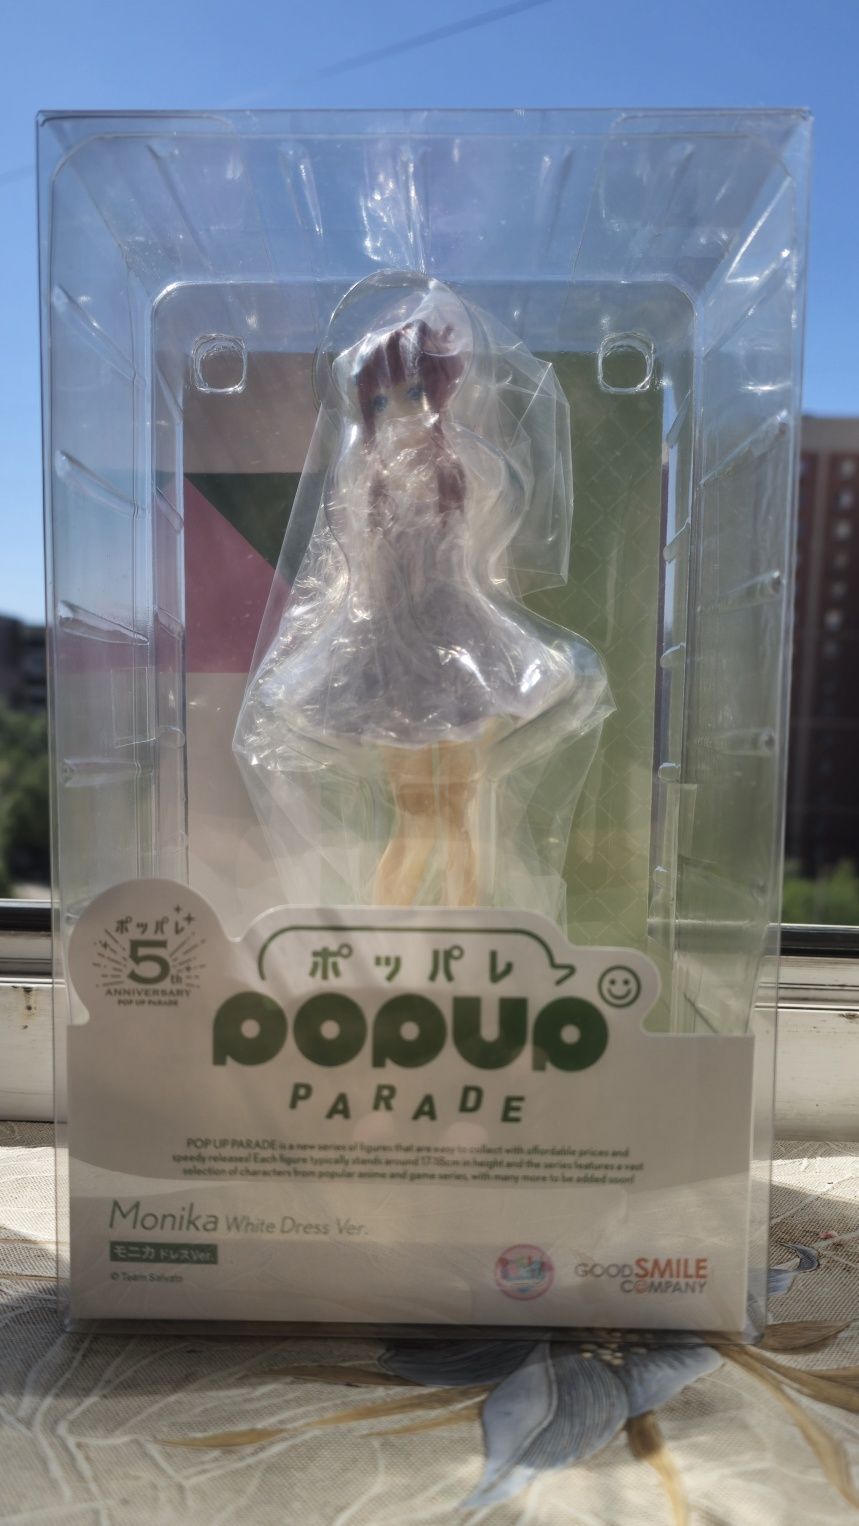 ポッパレ
5th
ANNIVERSARY
POP UP PARADE
ポッパレ
POPUP
PARADE
POP UP PARADE is a new series of figures that are easy to collect with affordable prices and
speedy releases! Each figure typically stands around 17-18cm in height and the series features a vast
selection of characters from popular anime and game series, with many more to be added soon!
Monika White Dress Ver.
モニカ ドレスVer.
© Team Salvato
GOOD SMILE
COMPANY